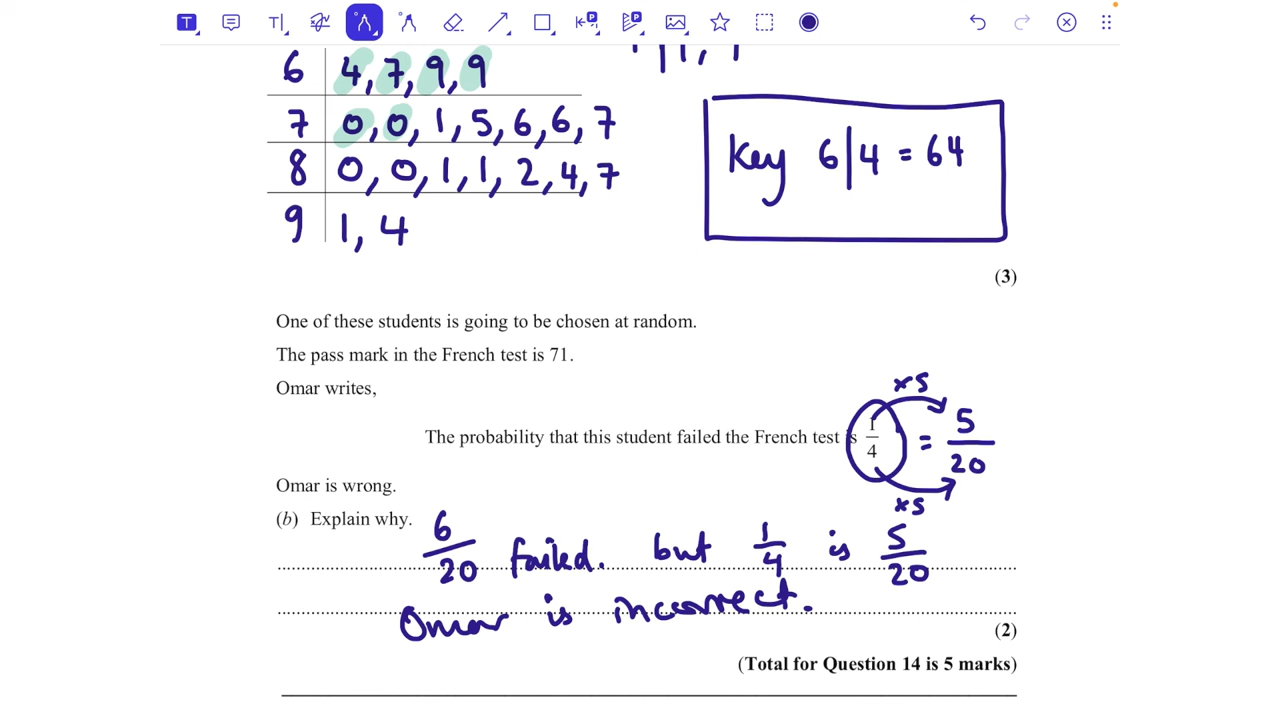 6 | 4, 7, 9, 9
7 | 0, 0, 1, 5, 6, 6, 7
8 | 0, 0, 1, 1, 2, 4, 7
9 | 1, 4
Key 6|4 = 64
(3)
One of these students is going to be chosen at random.
The pass mark in the French test is 71.
Omar writes,
×5
The probability that this student failed the French test is 1/4 = 5/20
×5
Omar is wrong.
(b) Explain why.
6/20 failed. but 1/4 is 5/20
Omar is incorrect.
(2)
(Total for Question 14 is 5 marks)